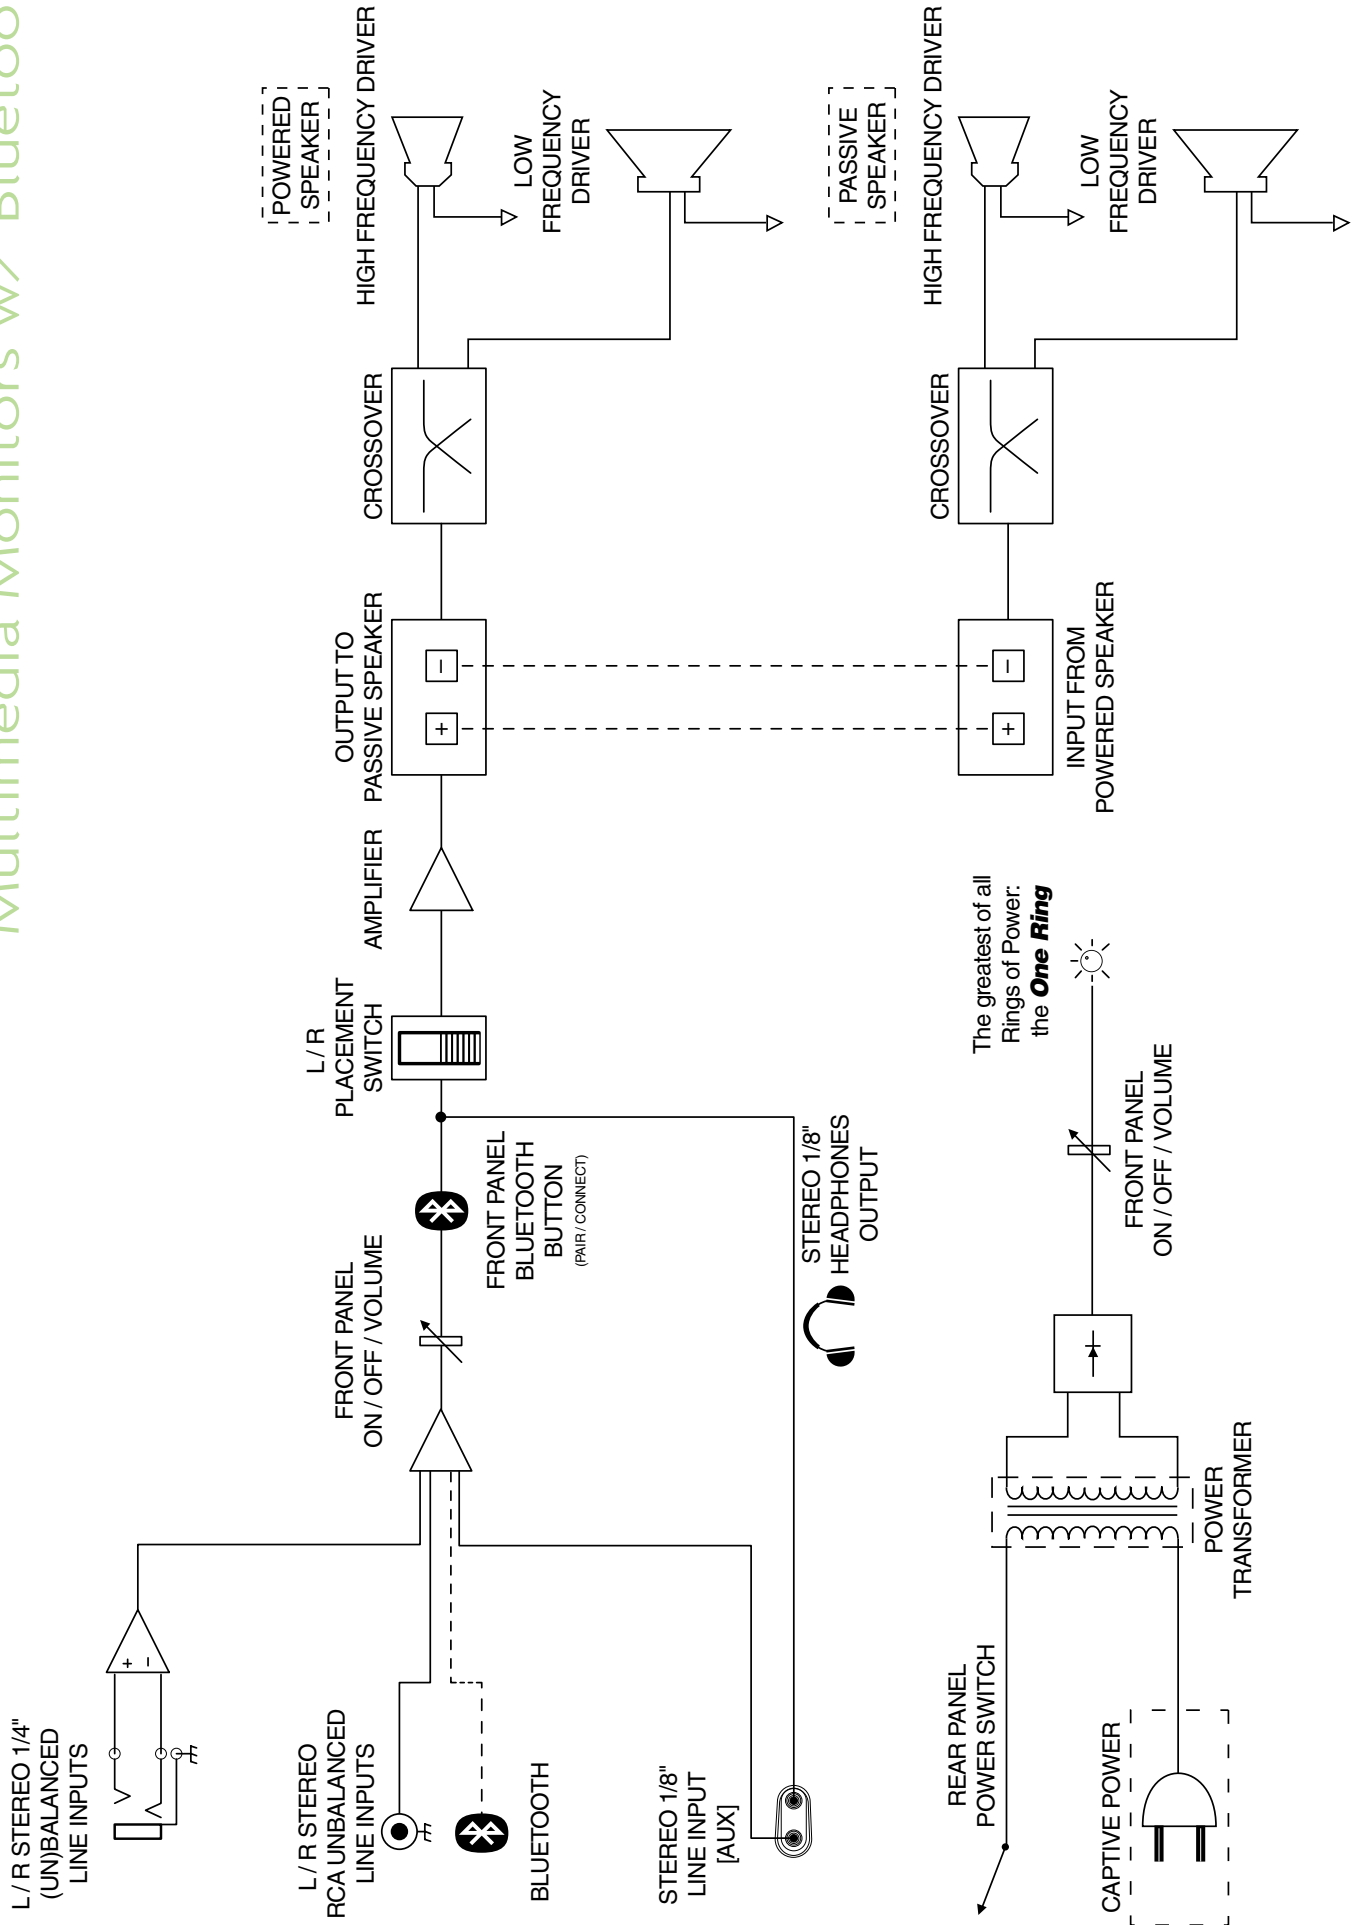 Multimedia Monitors w/ Bluetoo
L / R STEREO 1/4"
(UN)BALANCED
LINE INPUTS
+
−
L / R STEREO
RCA UNBALANCED
LINE INPUTS
BLUETOOTH
STEREO 1/8"
LINE INPUT
[AUX]
FRONT PANEL
ON / OFF / VOLUME
FRONT PANEL
BLUETOOTH
BUTTON
(PAIR / CONNECT)
STEREO 1/8"
HEADPHONES
OUTPUT
L / R
PLACEMENT
SWITCH
AMPLIFIER
OUTPUT TO
PASSIVE SPEAKER
+ −
CROSSOVER
POWERED
SPEAKER
HIGH FREQUENCY DRIVER
LOW
FREQUENCY
DRIVER
INPUT FROM
POWERED SPEAKER
+ −
CROSSOVER
PASSIVE
SPEAKER
HIGH FREQUENCY DRIVER
LOW
FREQUENCY
DRIVER
REAR PANEL
POWER SWITCH
CAPTIVE POWER
POWER
TRANSFORMER
FRONT PANEL
ON / OFF / VOLUME
The greatest of all
Rings of Power:
the One Ring